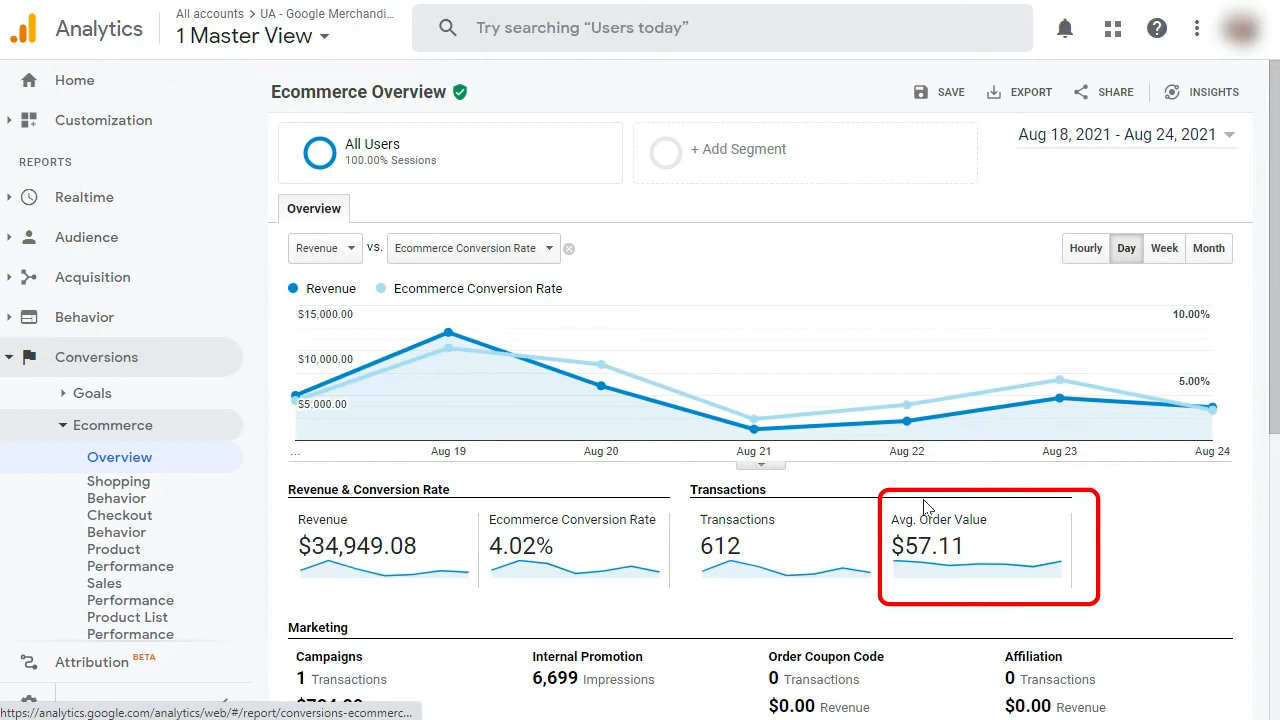 Analytics
All accounts > UA - Google Merchandi...
1 Master View
Try searching “Users today”
Home
Customization
REPORTS
Realtime
Audience
Acquisition
Behavior
Conversions
Goals
Ecommerce
Overview
Shopping
Behavior
Checkout
Behavior
Product
Performance
Sales
Performance
Product List
Performance
Attribution BETA
https://analytics.google.com/analytics/web/#/report/conversions-ecommerc...
Ecommerce Overview
SAVE
EXPORT
SHARE
INSIGHTS
All Users
100.00% Sessions
+ Add Segment
Aug 18, 2021 - Aug 24, 2021
Overview
Revenue
vs.
Ecommerce Conversion Rate
Hourly
Day
Week
Month
Revenue
Ecommerce Conversion Rate
$15,000.00
10.00%
$10,000.00
5.00%
$5,000.00
...
Aug 19
Aug 20
Aug 21
Aug 22
Aug 23
Aug 24
Revenue & Conversion Rate
Transactions
Revenue
$34,949.08
Ecommerce Conversion Rate
4.02%
Transactions
612
Avg. Order Value
$57.11
Marketing
Campaigns
1 Transactions
Internal Promotion
6,699 Impressions
Order Coupon Code
0 Transactions
$0.00 Revenue
Affiliation
0 Transactions
$0.00 Revenue